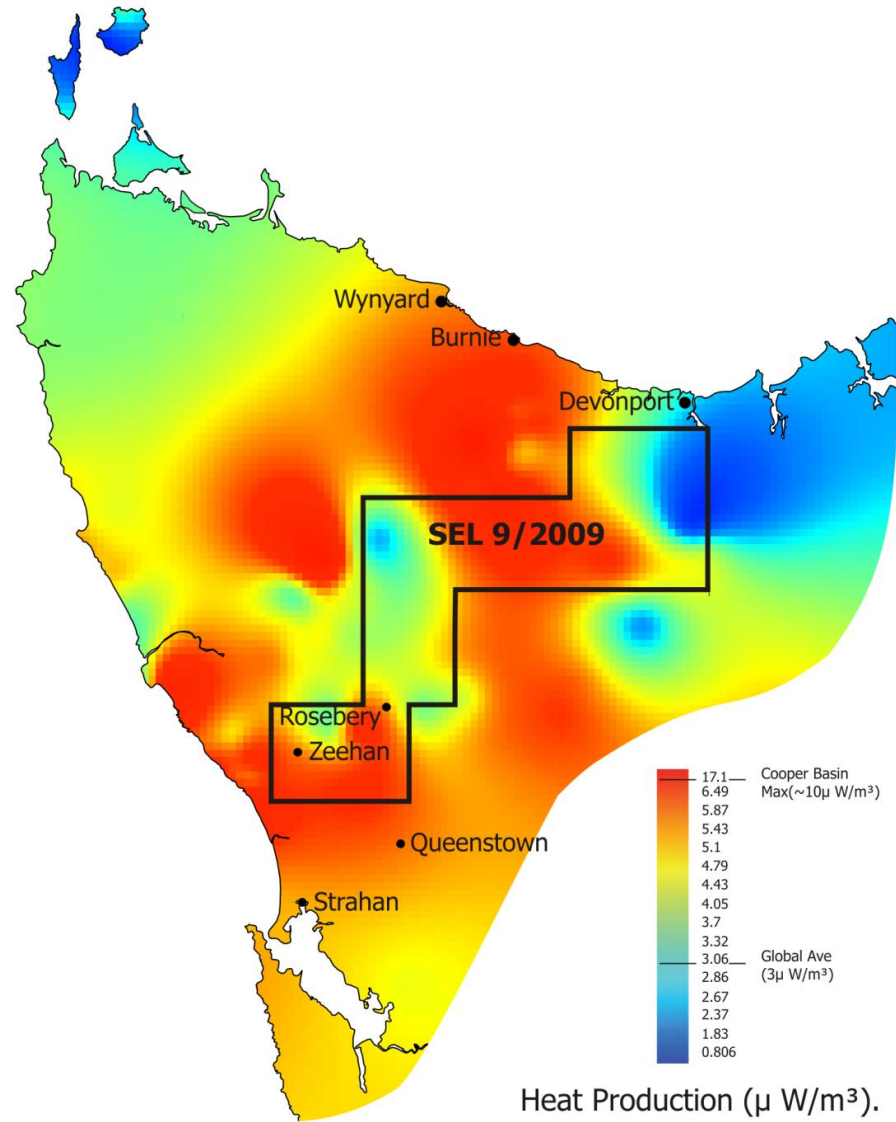 Wynyard
Burnie
Devonport
SEL 9/2009
Rosebery
Zeehan
Queenstown
Strahan
17.1
6.49
5.87
5.43
5.1
4.79
4.43
4.05
3.7
3.32
3.06
2.86
2.67
2.37
1.83
0.806
Cooper Basin
Max(~10µ W/m³)
Global Ave
(3µ W/m³)
Heat Production (µ W/m³).